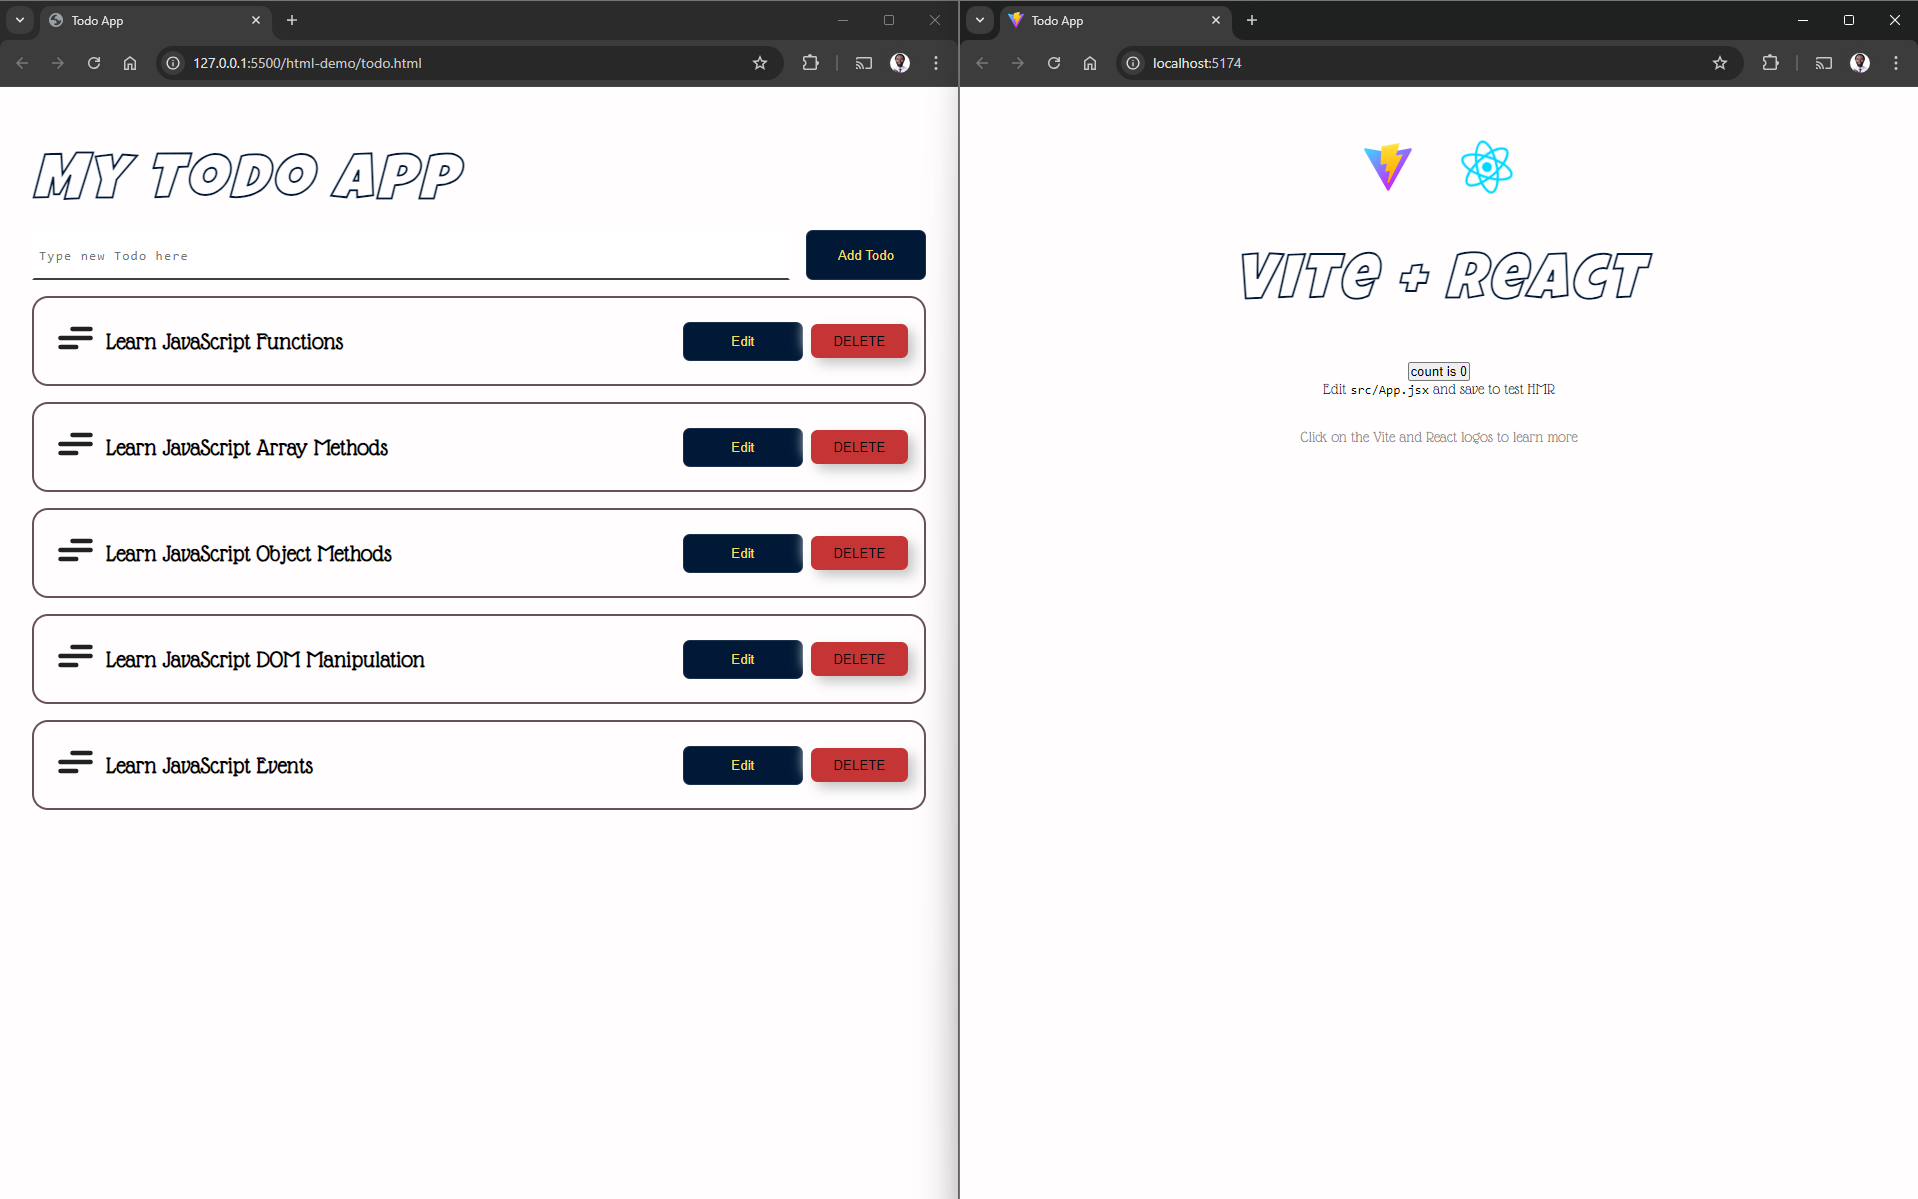 Todo App
127.0.0.1:5500/html-demo/todo.html
My Todo App
Type new Todo here
Add Todo
Learn JavaScript Functions
Edit
DELETE
Learn JavaScript Array Methods
Edit
DELETE
Learn JavaScript Object Methods
Edit
DELETE
Learn JavaScript DOM Manipulation
Edit
DELETE
Learn JavaScript Events
Edit
DELETE
Todo App
localhost:5174
Vite + React
count is 0
Edit src/App.jsx and save to test HMR
Click on the Vite and React logos to learn more